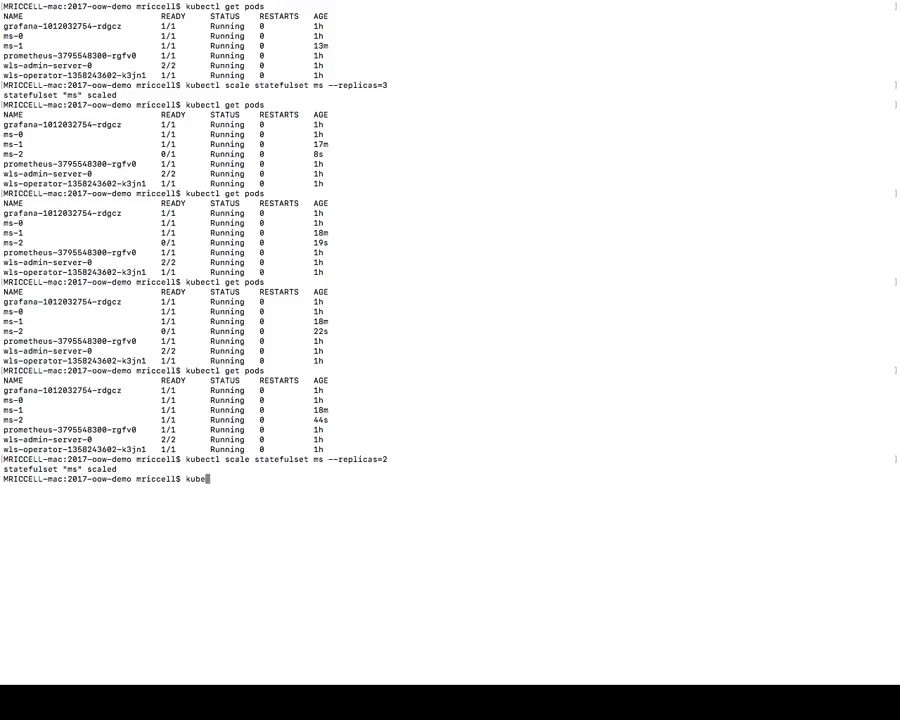 [MRICCELL-mac:2017-oow-demo mriccell$ kubectl get pods ]
NAME READY STATUS RESTARTS AGE
grafana-1012032754-rdgcz 1/1 Running 0 1h
ms-0 1/1 Running 0 1h
ms-1 1/1 Running 0 13m
prometheus-3795548300-rgfv0 1/1 Running 0 1h
wls-admin-server-0 2/2 Running 0 1h
wls-operator-1358243602-k3jn1 1/1 Running 0 1h
[MRICCELL-mac:2017-oow-demo mriccell$ kubectl scale statefulset ms --replicas=3 ]
statefulset "ms" scaled
[MRICCELL-mac:2017-oow-demo mriccell$ kubectl get pods ]
NAME READY STATUS RESTARTS AGE
grafana-1012032754-rdgcz 1/1 Running 0 1h
ms-0 1/1 Running 0 1h
ms-1 1/1 Running 0 17m
ms-2 0/1 Running 0 8s
prometheus-3795548300-rgfv0 1/1 Running 0 1h
wls-admin-server-0 2/2 Running 0 1h
wls-operator-1358243602-k3jn1 1/1 Running 0 1h
[MRICCELL-mac:2017-oow-demo mriccell$ kubectl get pods ]
NAME READY STATUS RESTARTS AGE
grafana-1012032754-rdgcz 1/1 Running 0 1h
ms-0 1/1 Running 0 1h
ms-1 1/1 Running 0 18m
ms-2 0/1 Running 0 19s
prometheus-3795548300-rgfv0 1/1 Running 0 1h
wls-admin-server-0 2/2 Running 0 1h
wls-operator-1358243602-k3jn1 1/1 Running 0 1h
[MRICCELL-mac:2017-oow-demo mriccell$ kubectl get pods ]
NAME READY STATUS RESTARTS AGE
grafana-1012032754-rdgcz 1/1 Running 0 1h
ms-0 1/1 Running 0 1h
ms-1 1/1 Running 0 18m
ms-2 0/1 Running 0 22s
prometheus-3795548300-rgfv0 1/1 Running 0 1h
wls-admin-server-0 2/2 Running 0 1h
wls-operator-1358243602-k3jn1 1/1 Running 0 1h
[MRICCELL-mac:2017-oow-demo mriccell$ kubectl get pods ]
NAME READY STATUS RESTARTS AGE
grafana-1012032754-rdgcz 1/1 Running 0 1h
ms-0 1/1 Running 0 1h
ms-1 1/1 Running 0 18m
ms-2 1/1 Running 0 44s
prometheus-3795548300-rgfv0 1/1 Running 0 1h
wls-admin-server-0 2/2 Running 0 1h
wls-operator-1358243602-k3jn1 1/1 Running 0 1h
[MRICCELL-mac:2017-oow-demo mriccell$ kubectl scale statefulset ms --replicas=2 ]
statefulset "ms" scaled
MRICCELL-mac:2017-oow-demo mriccell$ kube